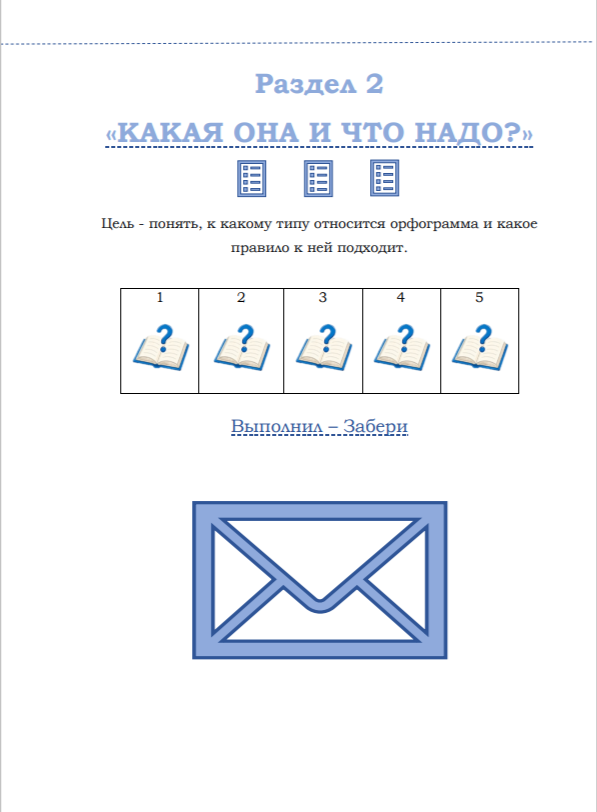 Раздел 2
«КАКАЯ ОНА И ЧТО НАДО?»
Цель - понять, к какому типу относится орфограмма и какое
правило к ней подходит.
1 2 3 4 5
Выполнил – Забери